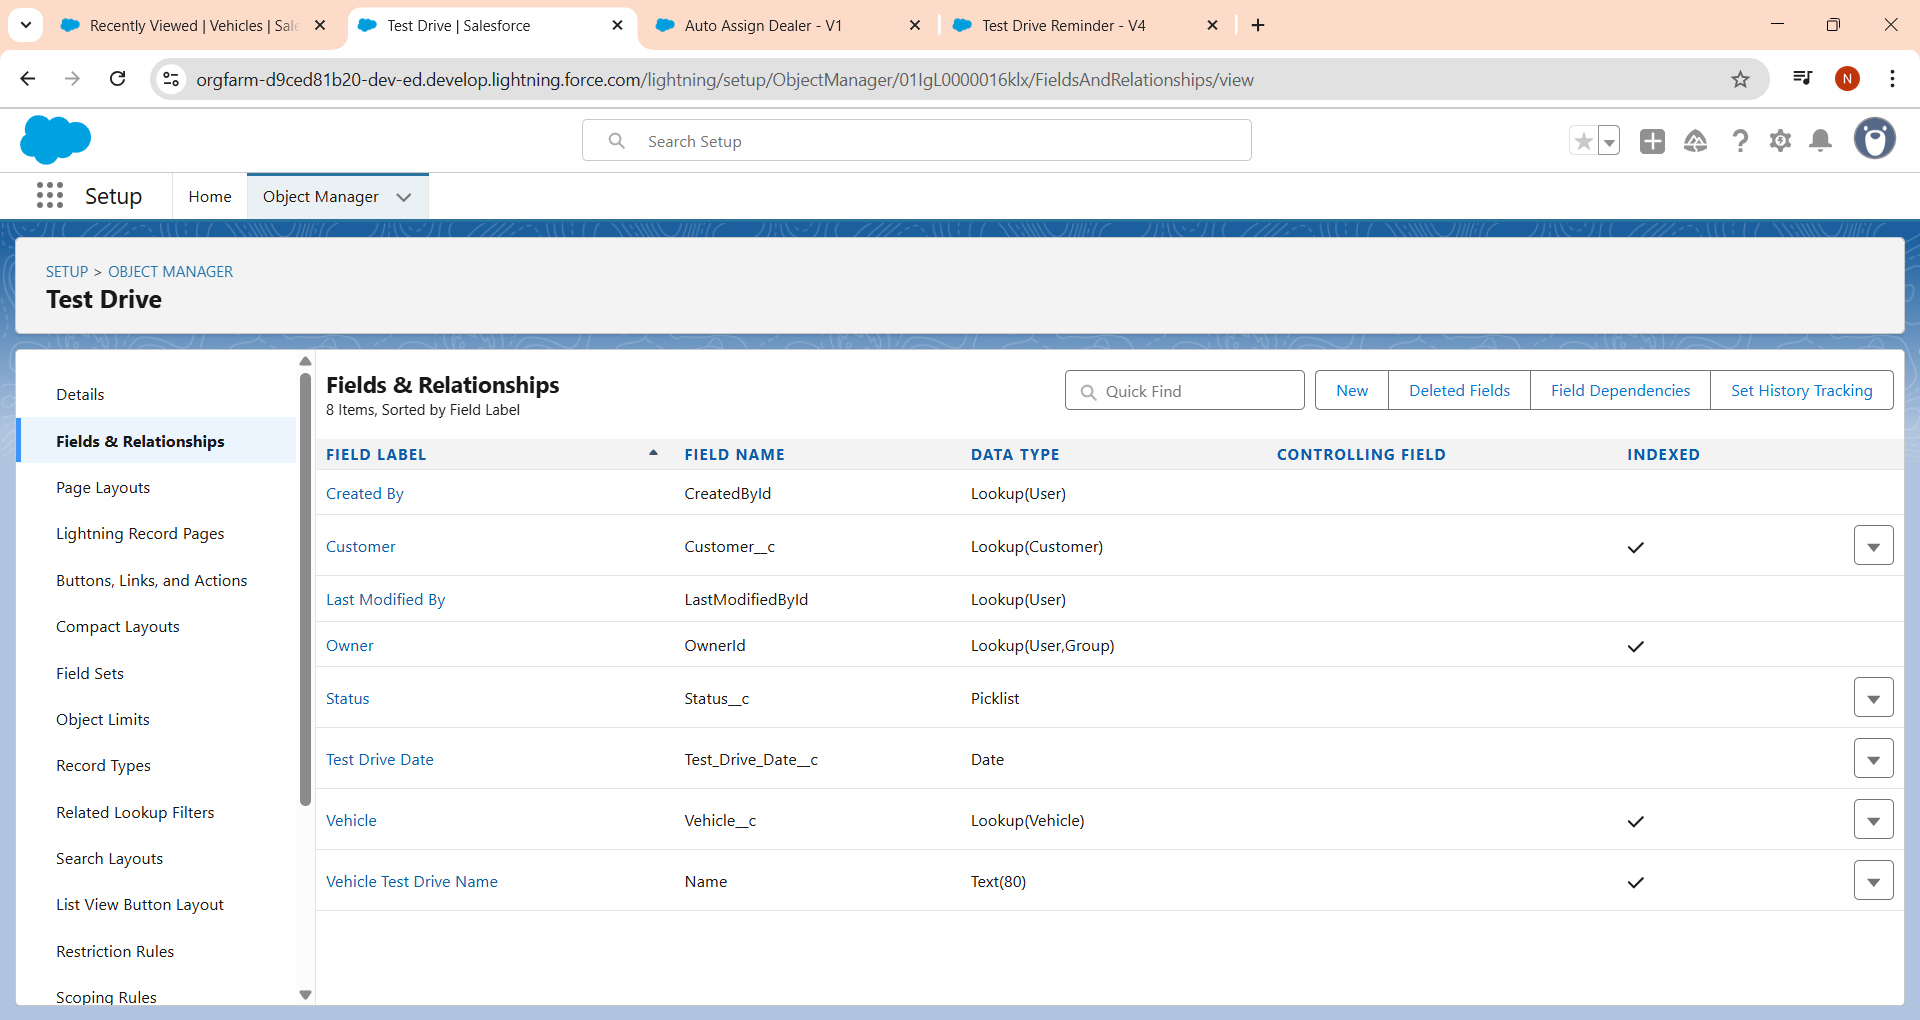 Recently Viewed | Vehicles | Sale
Test Drive | Salesforce
Auto Assign Dealer - V1
Test Drive Reminder - V4
orgfarm-d9ced81b20-dev-ed.develop.lightning.force.com/lightning/setup/ObjectManager/01IgL0000016klx/FieldsAndRelationships/view
N
Search Setup
Setup
Home
Object Manager
SETUP > OBJECT MANAGER
Test Drive
Details
Fields & Relationships
Page Layouts
Lightning Record Pages
Buttons, Links, and Actions
Compact Layouts
Field Sets
Object Limits
Record Types
Related Lookup Filters
Search Layouts
List View Button Layout
Restriction Rules
Scoping Rules
Fields & Relationships
8 Items, Sorted by Field Label
Quick Find
New
Deleted Fields
Field Dependencies
Set History Tracking
FIELD LABEL FIELD NAME DATA TYPE CONTROLLING FIELD INDEXED
Created By CreatedById Lookup(User)
Customer Customer__c Lookup(Customer)
Last Modified By LastModifiedById Lookup(User)
Owner OwnerId Lookup(User,Group)
Status Status__c Picklist
Test Drive Date Test_Drive_Date__c Date
Vehicle Vehicle__c Lookup(Vehicle)
Vehicle Test Drive Name Name Text(80)